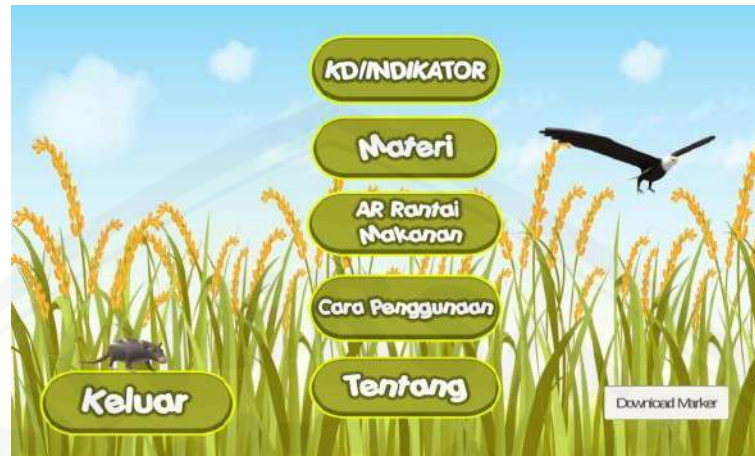 KD/INDIKATOR
Materi
AR Rantai
Makanan
Cara Penggunaan
Tentang
Keluar
Download Marker